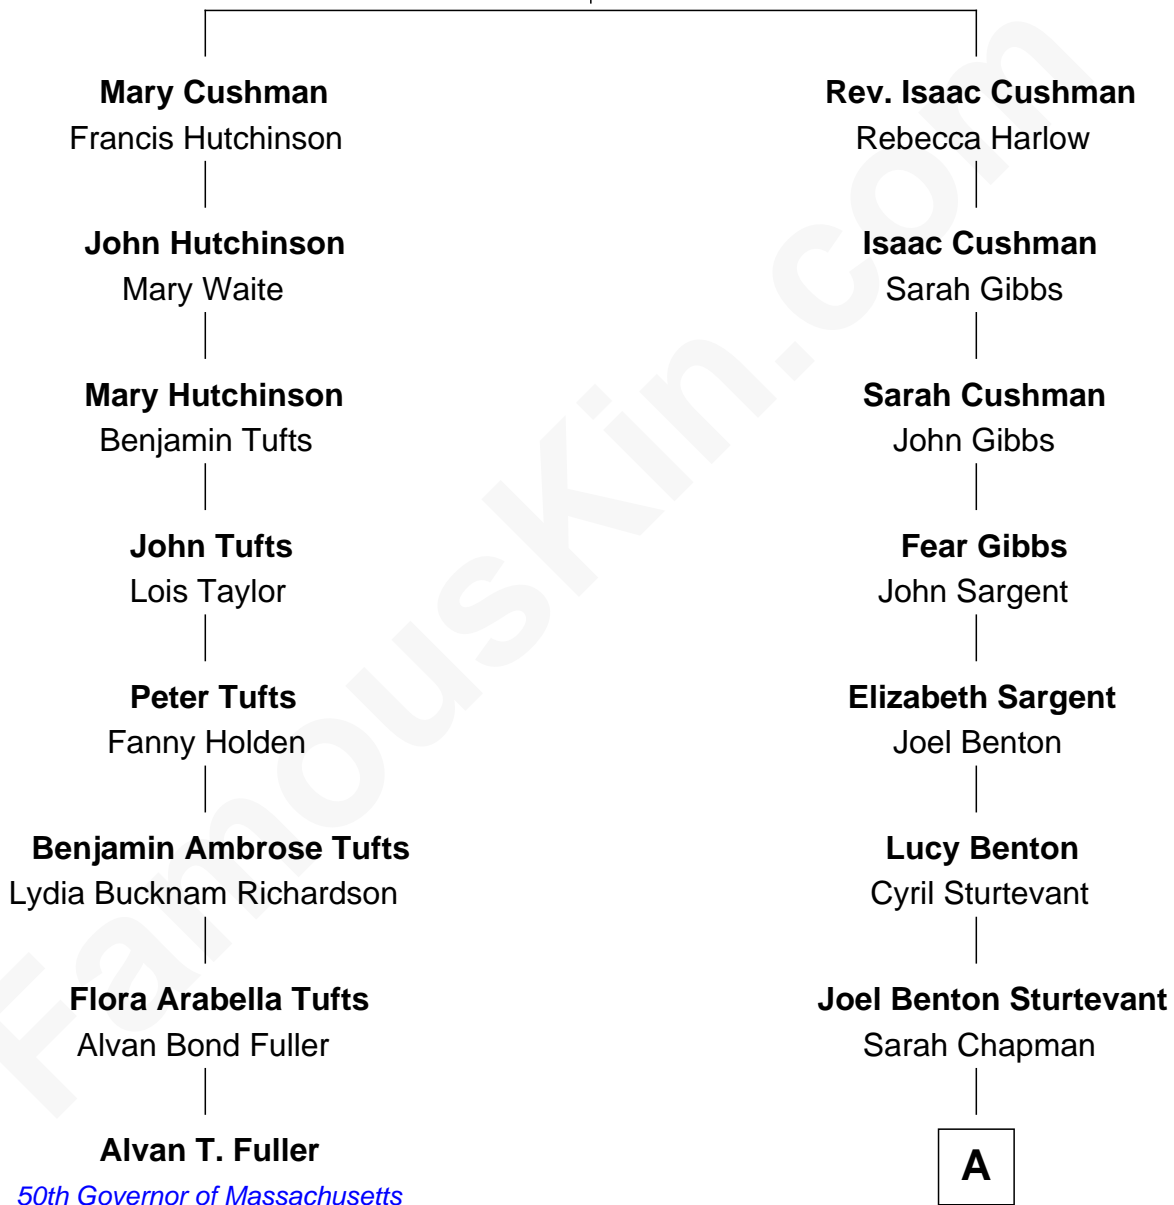 Mary Cushman
Francis Hutchinson
John Hutchinson
Mary Waite
Mary Hutchinson
Benjamin Tufts
John Tufts
Lois Taylor
Peter Tufts
Fanny Holden
Benjamin Ambrose Tufts
Lydia Bucknam Richardson
Flora Arabella Tufts
Alvan Bond Fuller
Alvan T. Fuller
50th Governor of Massachusetts
Rev. Isaac Cushman
Rebecca Harlow
Isaac Cushman
Sarah Gibbs
Sarah Cushman
John Gibbs
Fear Gibbs
John Sargent
Elizabeth Sargent
Joel Benton
Lucy Benton
Cyril Sturtevant
Joel Benton Sturtevant
Sarah Chapman
A
FamousKin.com